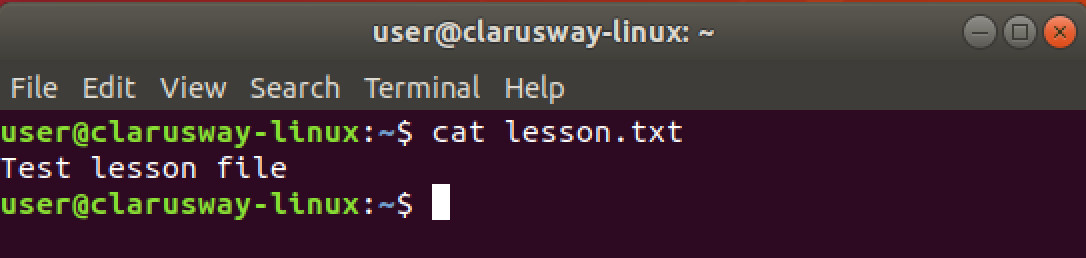 user@clarusway-linux: ~
File Edit View Search Terminal Help
user@clarusway-linux:~$ cat lesson.txt
Test lesson file
user@clarusway-linux:~$